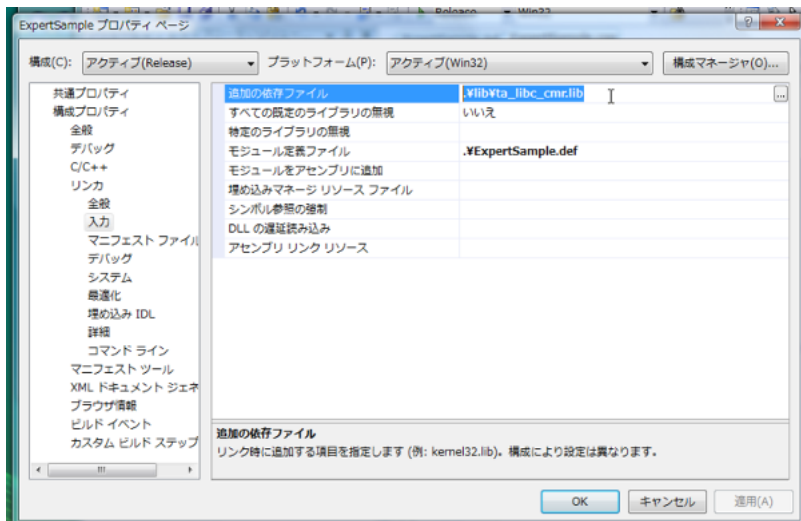 Release Win32
ExpertSample プロパティ ページ
構成(C): アクティブ(Release) プラットフォーム(P): アクティブ(Win32) 構成マネージャ(O)...
共通プロパティ
構成プロパティ
全般
デバッグ
C/C++
リンカ
全般
入力
マニフェスト ファイル
デバッグ
システム
最適化
埋め込み IDL
詳細
コマンド ライン
マニフェスト ツール
XML ドキュメント ジェネ
ブラウザ情報
ビルド イベント
カスタム ビルド ステップ
追加の依存ファイル .¥lib¥ta_libc_cmr.lib ...
すべての既定のライブラリの無視 いいえ
特定のライブラリの無視
モジュール定義ファイル .¥ExpertSample.def
モジュールをアセンブリに追加
埋め込みマネージ リソース ファイル
シンボル参照の強制
DLL の遅延読み込み
アセンブリ リンク リソース
追加の依存ファイル
リンク時に追加する項目を指定します (例: kernel32.lib)。構成により設定は異なります。
OK キャンセル 適用(A)